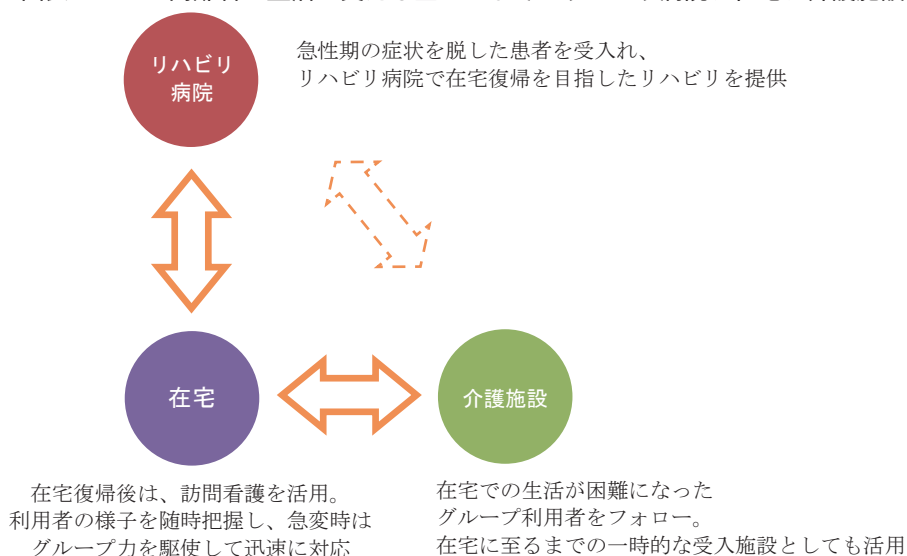 リハビリ
病院
急性期の症状を脱した患者を受入れ、
リハビリ病院で在宅復帰を目指したリハビリを提供
在宅
介護施設
在宅復帰後は、訪問看護を活用。
利用者の様子を随時把握し、急変時は
グループ力を駆使して迅速に対応
在宅での生活が困難になった
グループ利用者をフォロー。
在宅に至るまでの一時的な受入施設としても活用